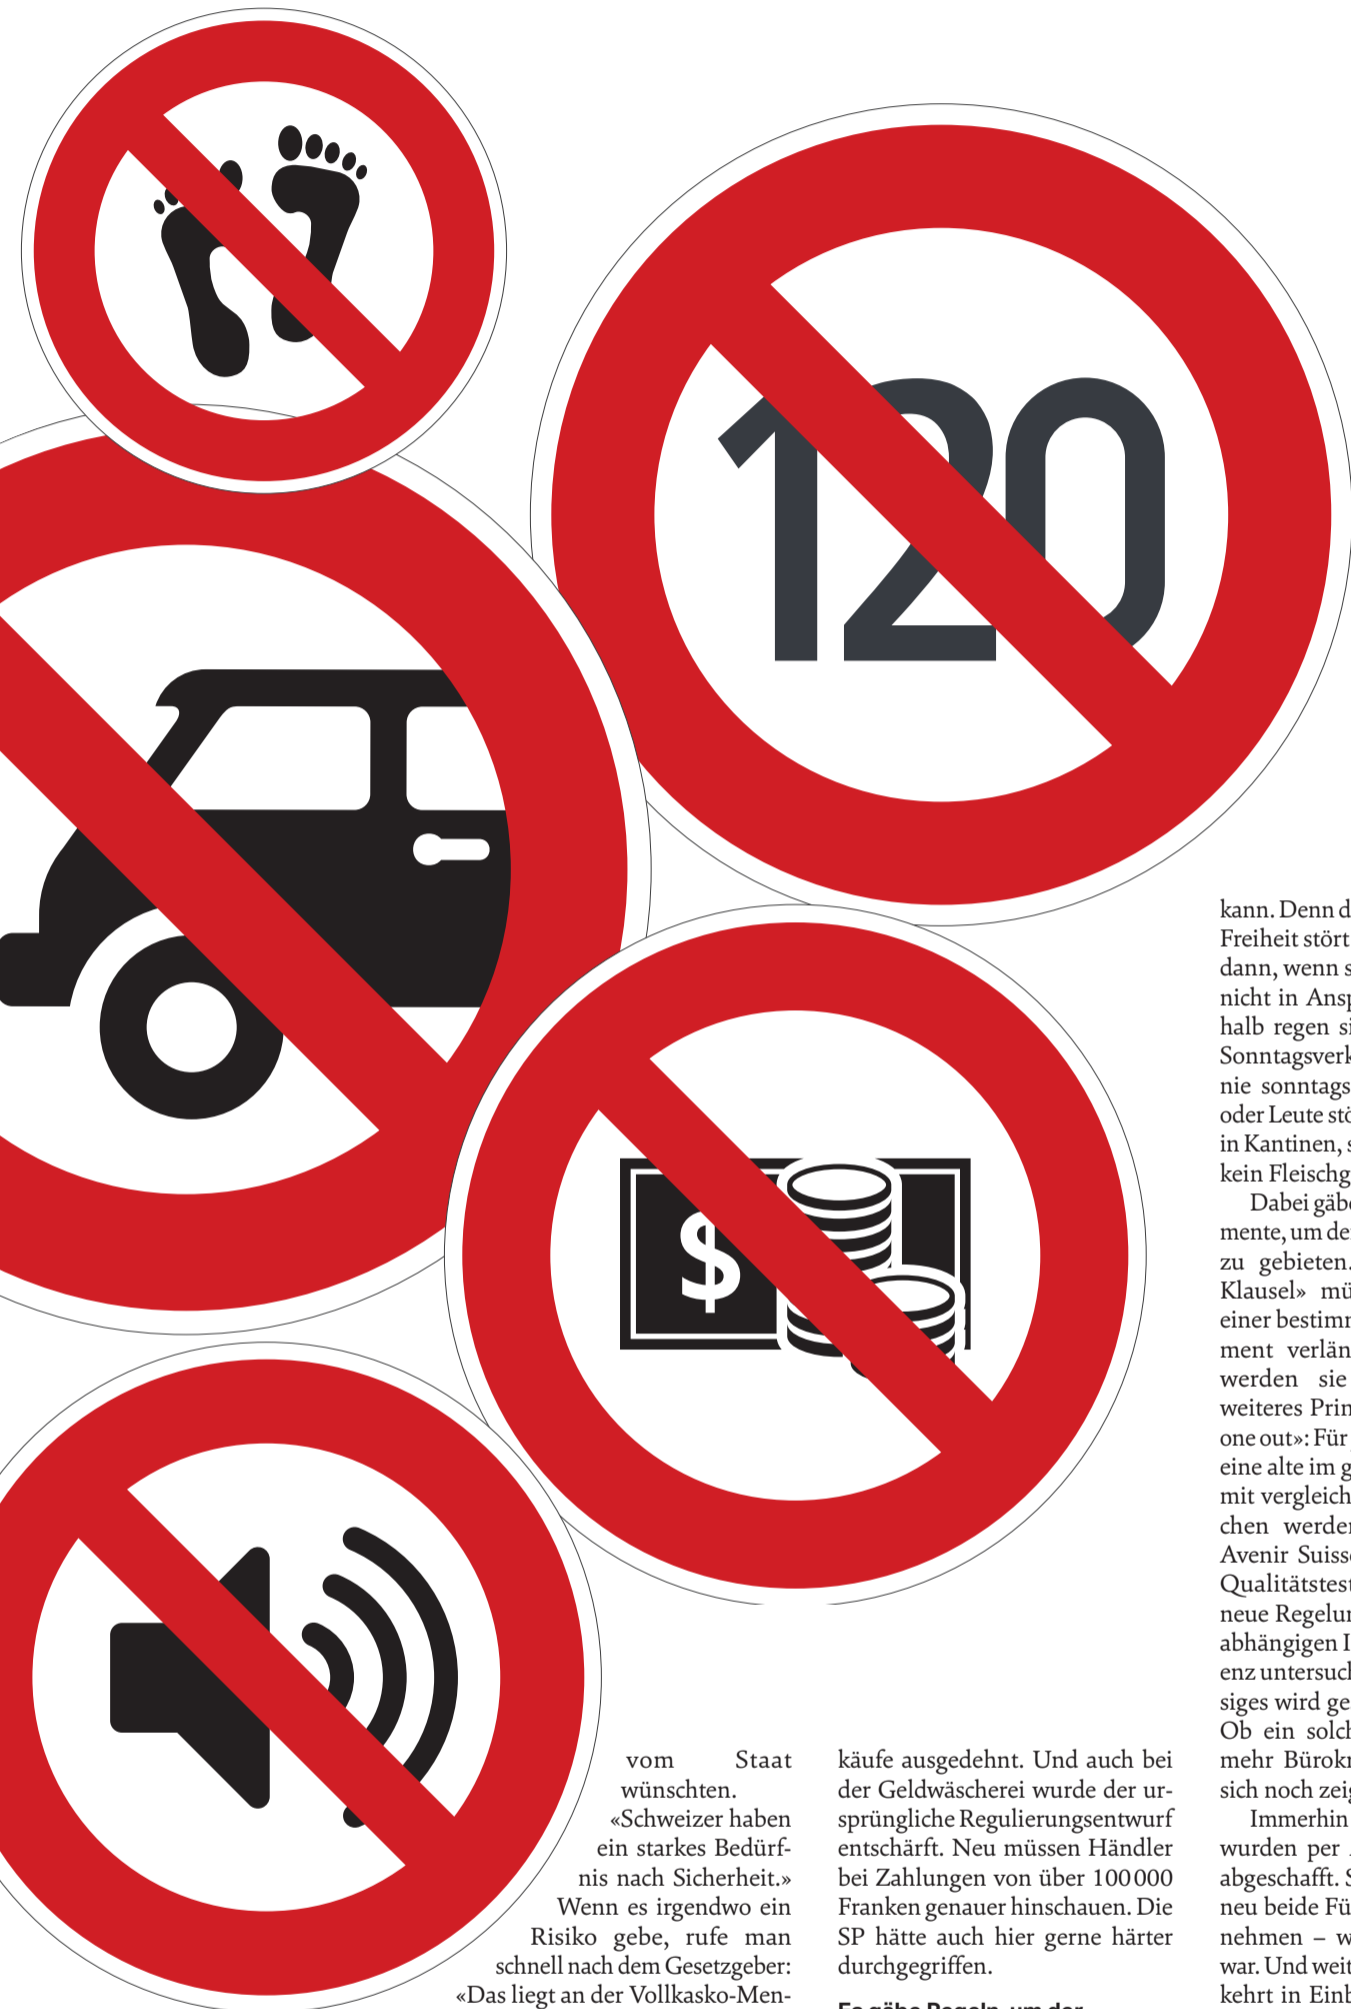 120
$
vom Staat
wünschten.
«Schweizer haben
ein starkes Bedürf-
nis nach Sicherheit.»
Wenn es irgendwo ein
Risiko gebe, rufe man
schnell nach dem Gesetzgeber:
«Das liegt an der Vollkasko-Men-
käufe ausgedehnt. Und auch bei
der Geldwäscherei wurde der ur-
sprüngliche Regulierungsentwurf
entschärft. Neu müssen Händler
bei Zahlungen von über 100 000
Franken genauer hinschauen. Die
SP hätte auch hier gerne härter
durchgegriffen.
Es gäbe Regeln, um der
kann. Denn d
Freiheit stört
dann, wenn s
nicht in Ansp
halb regen si
Sonntagsverk
nie sonntags
oder Leute stö
in Kantinen, s
kein Fleischg
Dabei gäbe
mente, um de
zu gebieten.
Klausel» mü
einer bestimm
ment verlän
werden sie
weiteres Prin
one out»: Für
eine alte im g
mit vergleich
chen werden
Avenir Suisse
Qualitätstest
neue Regelun
abhängigen I
enz untersuch
siges wird ge
Ob ein solch
mehr Bürokr
sich noch zeig
Immerhin
wurden per
abgeschafft. S
neu beide Fü
nehmen – w
war. Und weit
kehrt in Einb